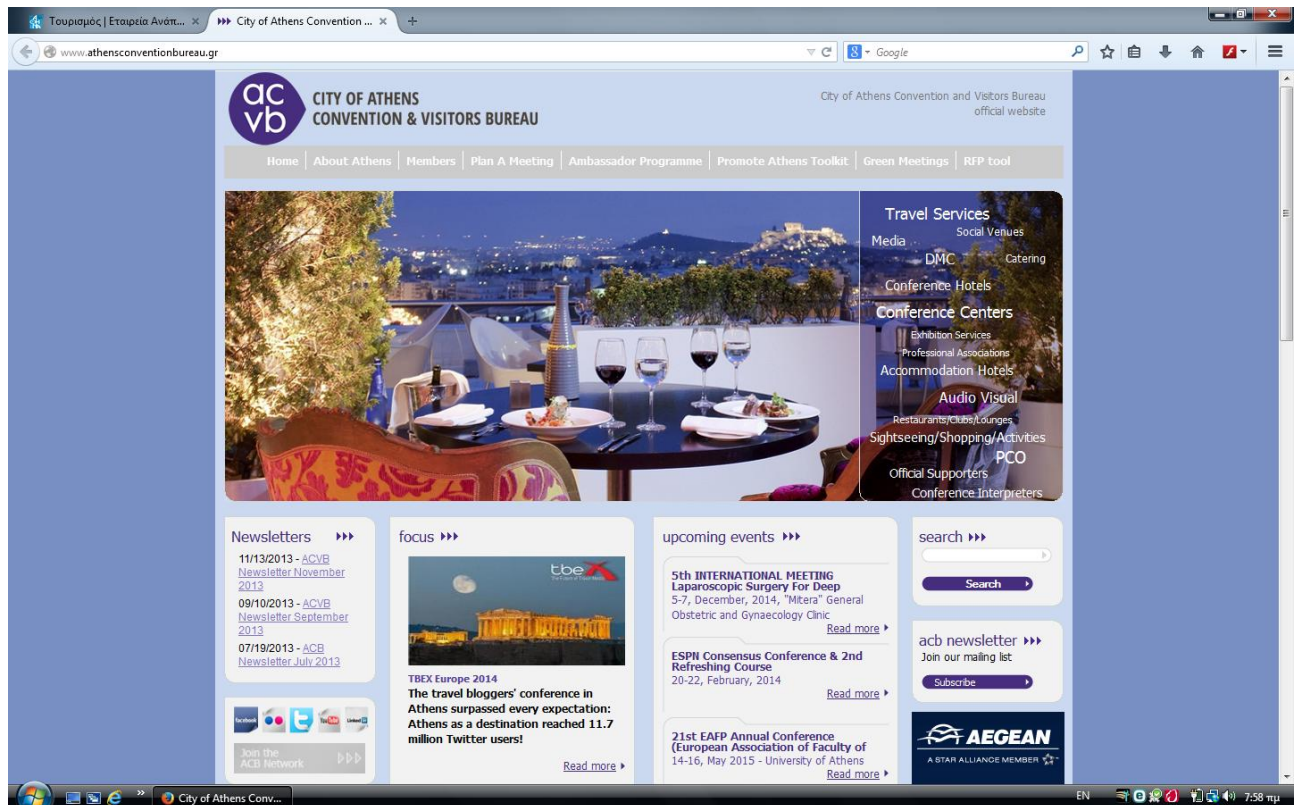 Τουρισμός | Εταιρεία Ανάπ...
City of Athens Convention ...
www.athensconventionbureau.gr
Google
acvb
CITY OF ATHENS
CONVENTION & VISITORS BUREAU
City of Athens Convention and Visitors Bureau
official website
Home | About Athens | Members | Plan A Meeting | Ambassador Programme | Promote Athens Toolkit | Green Meetings | RFP tool
Travel Services
Social Venues
Media
DMC
Catering
Conference Hotels
Conference Centers
Exhibition Services
Professional Associations
Accommodation Hotels
Audio Visual
Restaurants/Clubs/Lounges
Sightseeing/Shopping/Activities
PCO
Official Supporters
Conference Interpreters
Newsletters
11/13/2013 - ACVB
Newsletter November
2013
09/10/2013 - ACVB
Newsletter September
2013
07/19/2013 - ACB
Newsletter July 2013
facebook
YouTube
Linked in
Join the
ACB Network
focus
tbex
TBEX Europe 2014
The travel bloggers' conference in
Athens surpassed every expectation:
Athens as a destination reached 11.7
million Twitter users!
Read more
upcoming events
5th INTERNATIONAL MEETING
Laparoscopic Surgery For Deep
5-7, December, 2014, "Mitera" General
Obstetric and Gynaecology Clinic
Read more
ESPN Consensus Conference & 2nd
Refreshing Course
20-22, February, 2014
Read more
21st EAFP Annual Conference
(European Association of Faculty of
14-16, May 2015 - University of Athens
Read more
search
Search
acb newsletter
Join our mailing list
Subscribe
AEGEAN
A STAR ALLIANCE MEMBER
City of Athens Conv...
EN
7:58 πμ